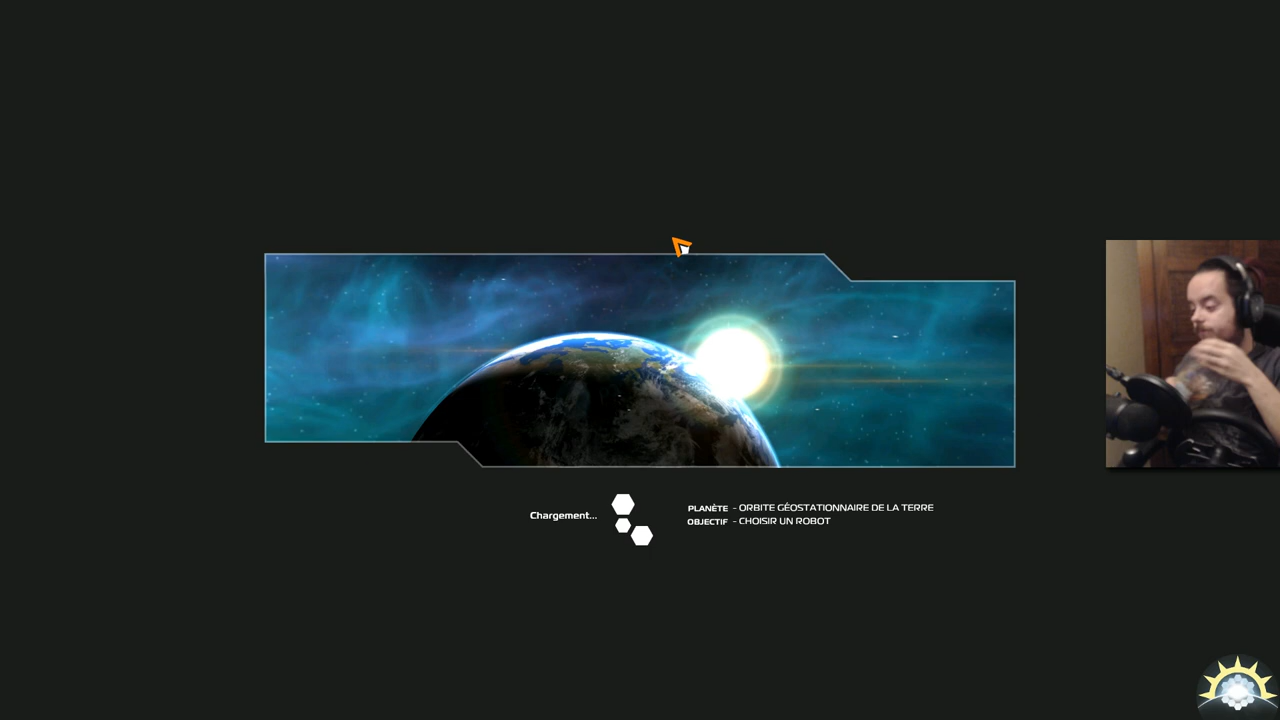 Chargement...
PLANÈTE - ORBITE GÉOSTATIONNAIRE DE LA TERRE
OBJECTIF - CHOISIR UN ROBOT